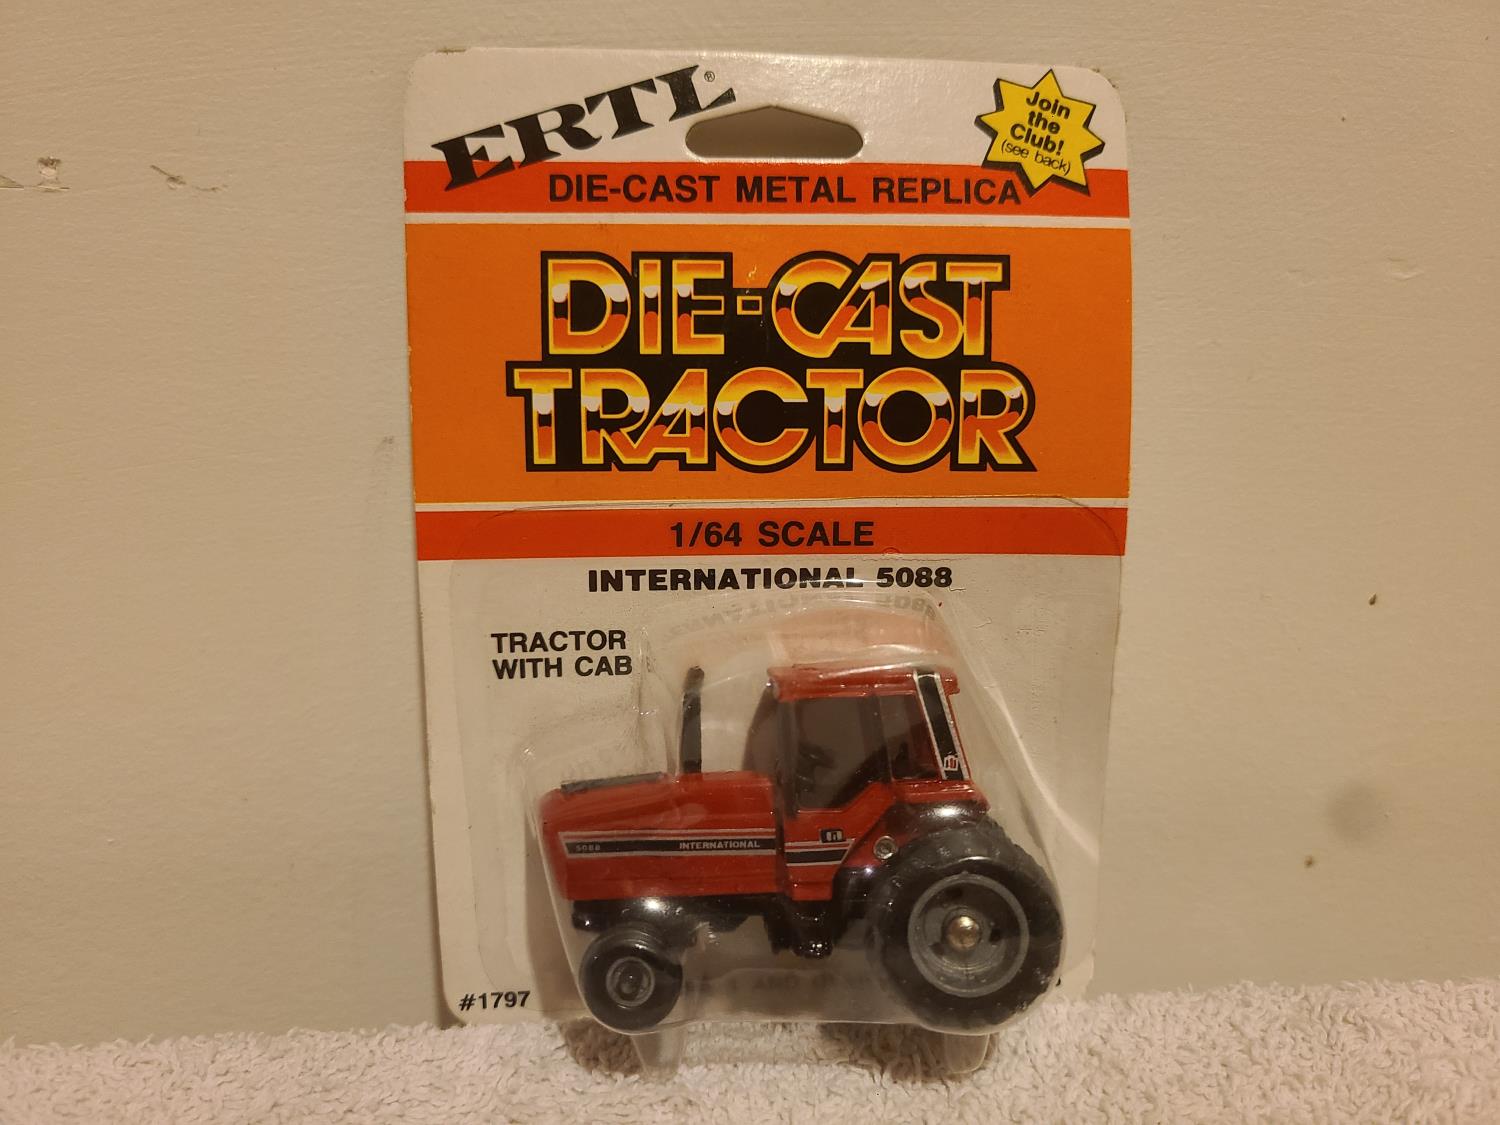 ERTL®
Join
the
Club!
(see back)
DIE-CAST METAL REPLICA
DIE-CAST
TRACTOR
1/64 SCALE
INTERNATIONAL 5088
TRACTOR
WITH CAB
5088 INTERNATIONAL
#1797